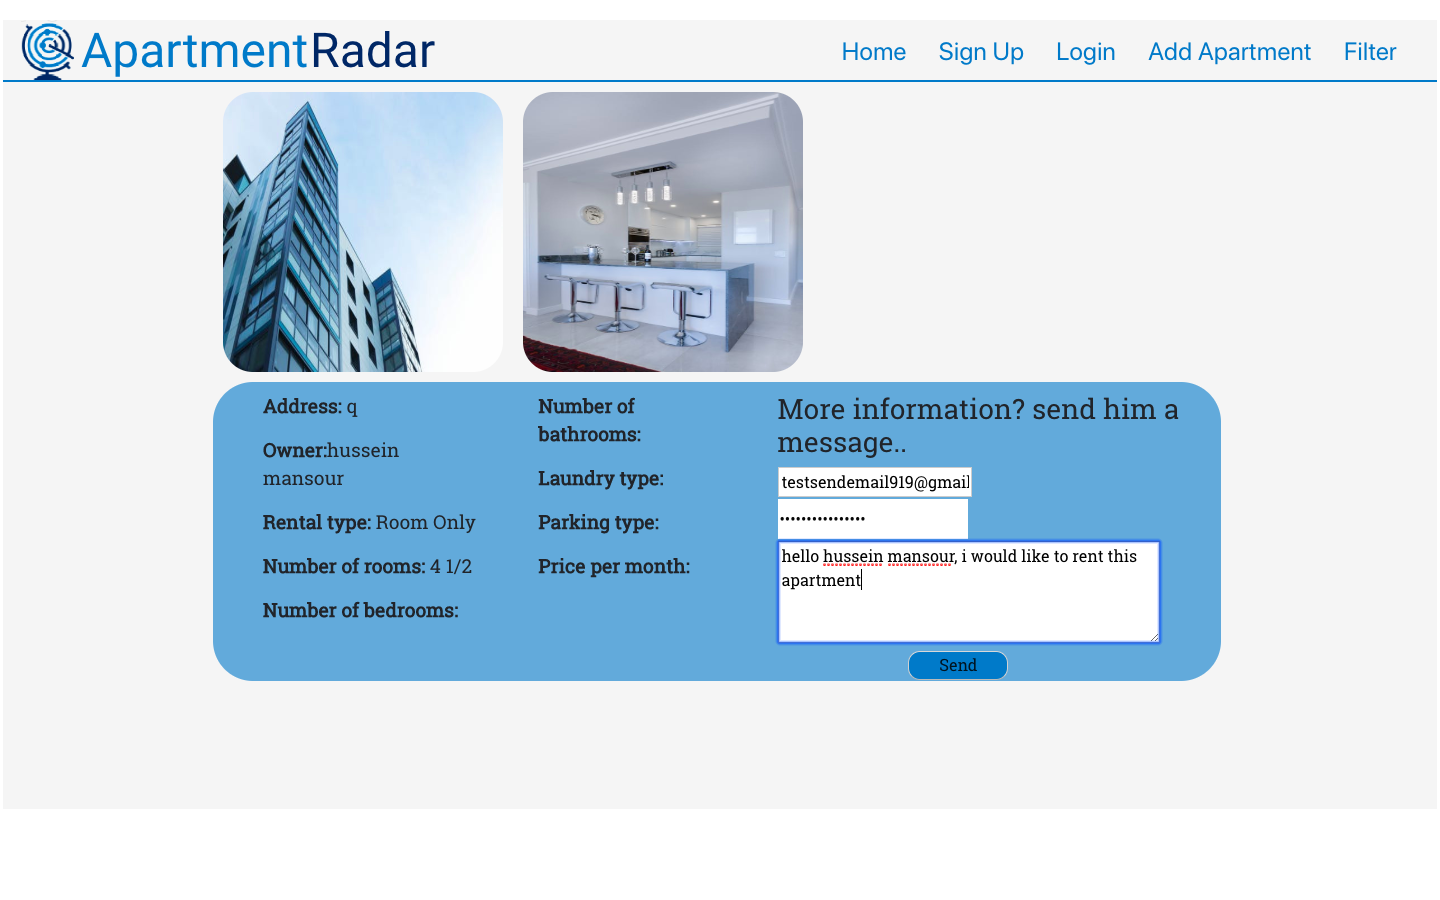 ApartmentRadar
Home Sign Up Login Add Apartment Filter
Address: q
Owner:hussein
mansour
Rental type: Room Only
Number of rooms: 4 1/2
Number of bedrooms:
Number of
bathrooms:
Laundry type:
Parking type:
Price per month:
More information? send him a
message..
testsendemail919@gmail
••••••••••••••••
hello hussein mansour, i would like to rent this
apartment
Send